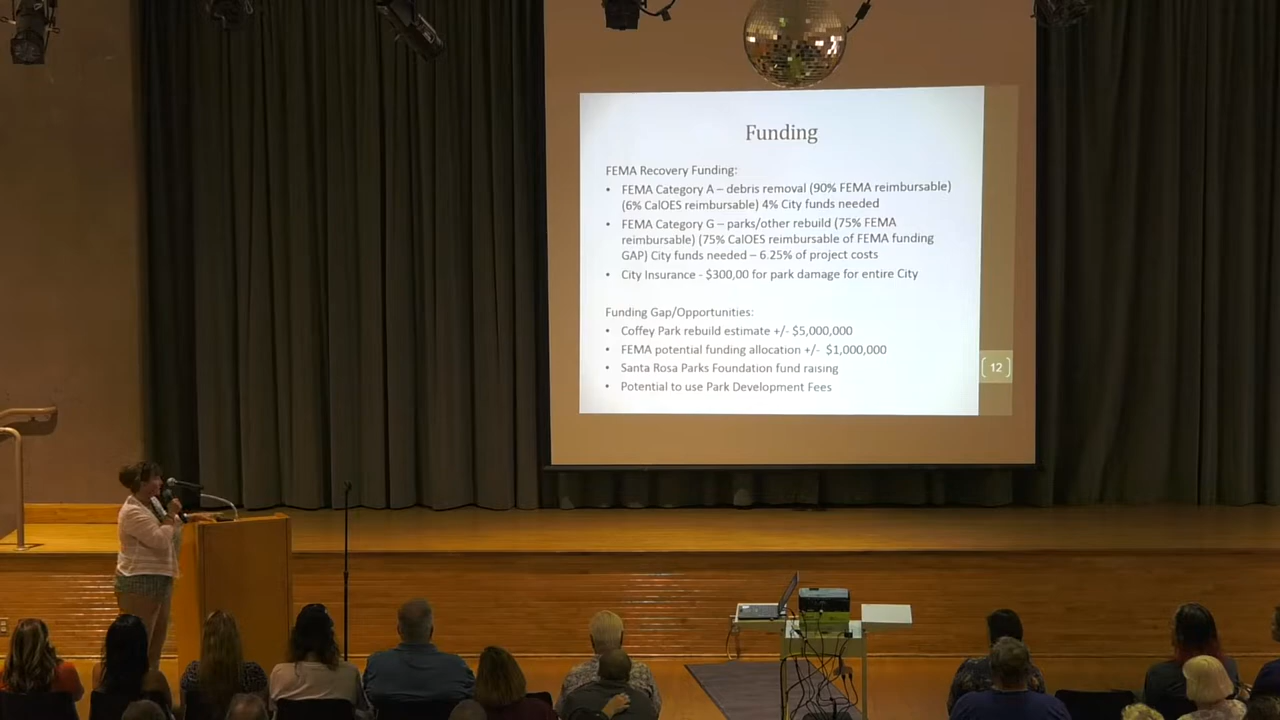 Funding
FEMA Recovery Funding:
• FEMA Category A – debris removal (90% FEMA reimbursable)
(6% CalOES reimbursable) 4% City funds needed
• FEMA Category G – parks/other rebuild (75% FEMA
reimbursable) (75% CalOES reimbursable of FEMA funding
GAP) City funds needed – 6.25% of project costs
• City Insurance - $300,00 for park damage for entire City
Funding Gap/Opportunities:
• Coffey Park rebuild estimate +/- $5,000,000
• FEMA potential funding allocation +/- $1,000,000
• Santa Rosa Parks Foundation fund raising
• Potential to use Park Development Fees
12